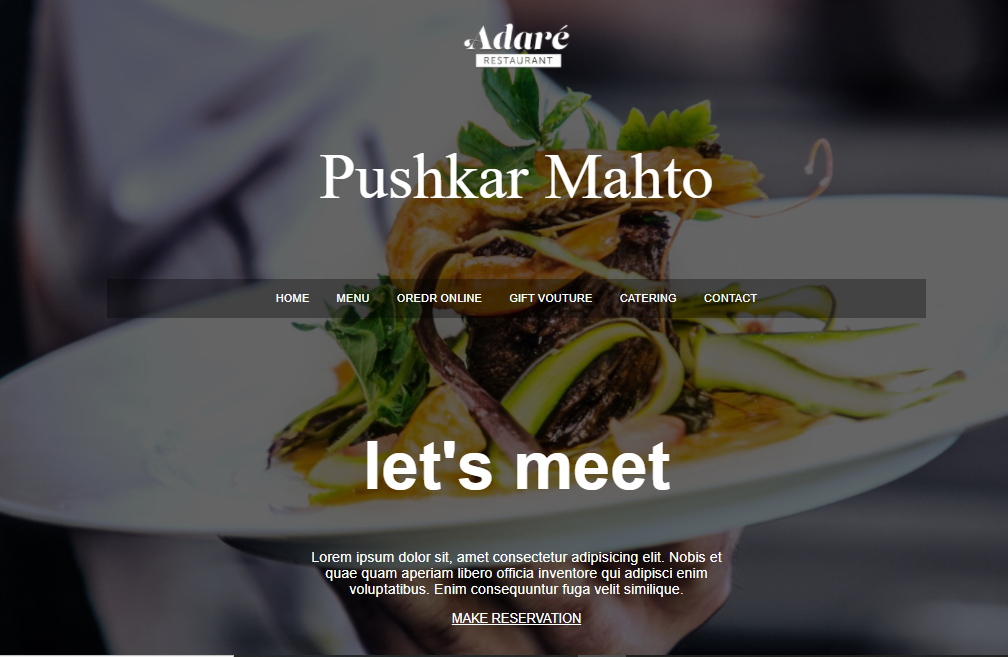 Adaré
RESTAURANT
Pushkar Mahto
HOME MENU OREDR ONLINE GIFT VOUTURE CATERING CONTACT
let's meet
Lorem ipsum dolor sit, amet consectetur adipisicing elit. Nobis et
quae quam aperiam libero officia inventore qui adipisci enim
voluptatibus. Enim consequuntur fuga velit similique.
MAKE RESERVATION